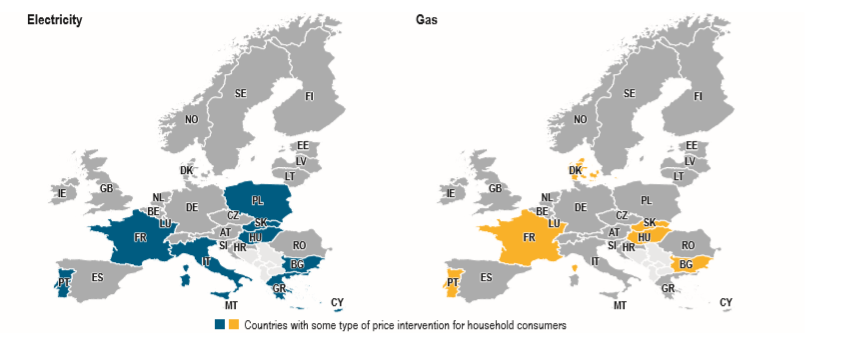 Electricity
Gas
SE
FI
NO
EE
LV
LT
DK
IE
GB
NL
BE
LU
DE
PL
CZ
SK
AT
HU
FR
SI
HR
RO
IT
BG
PT
ES
GR
MT
CY
SE
FI
NO
EE
LV
LT
DK
IE
GB
NL
BE
LU
DE
PL
CZ
SK
AT
HU
FR
SI
HR
RO
IT
BG
PT
ES
GR
MT
CY
Countries with some type of price intervention for household consumers